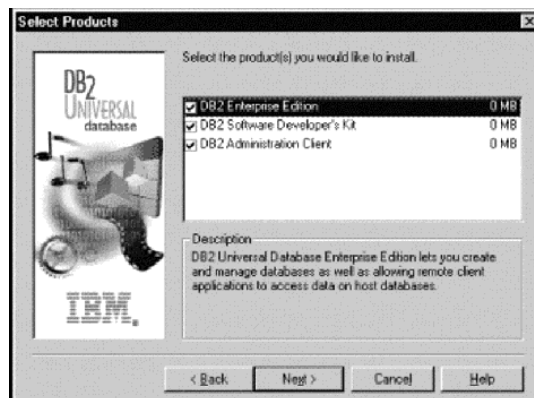 Select Products
DB2
UNIVERSAL
database
IBM®
Select the product(s) you would like to install.
DB2 Enterprise Edition 0 MB
DB2 Software Developer's Kit 0 MB
DB2 Administration Client 0 MB
Description
DB2 Universal Database Enterprise Edition lets you create
and manage databases as well as allowing remote client
applications to access data on host databases.
< Back Next > Cancel Help